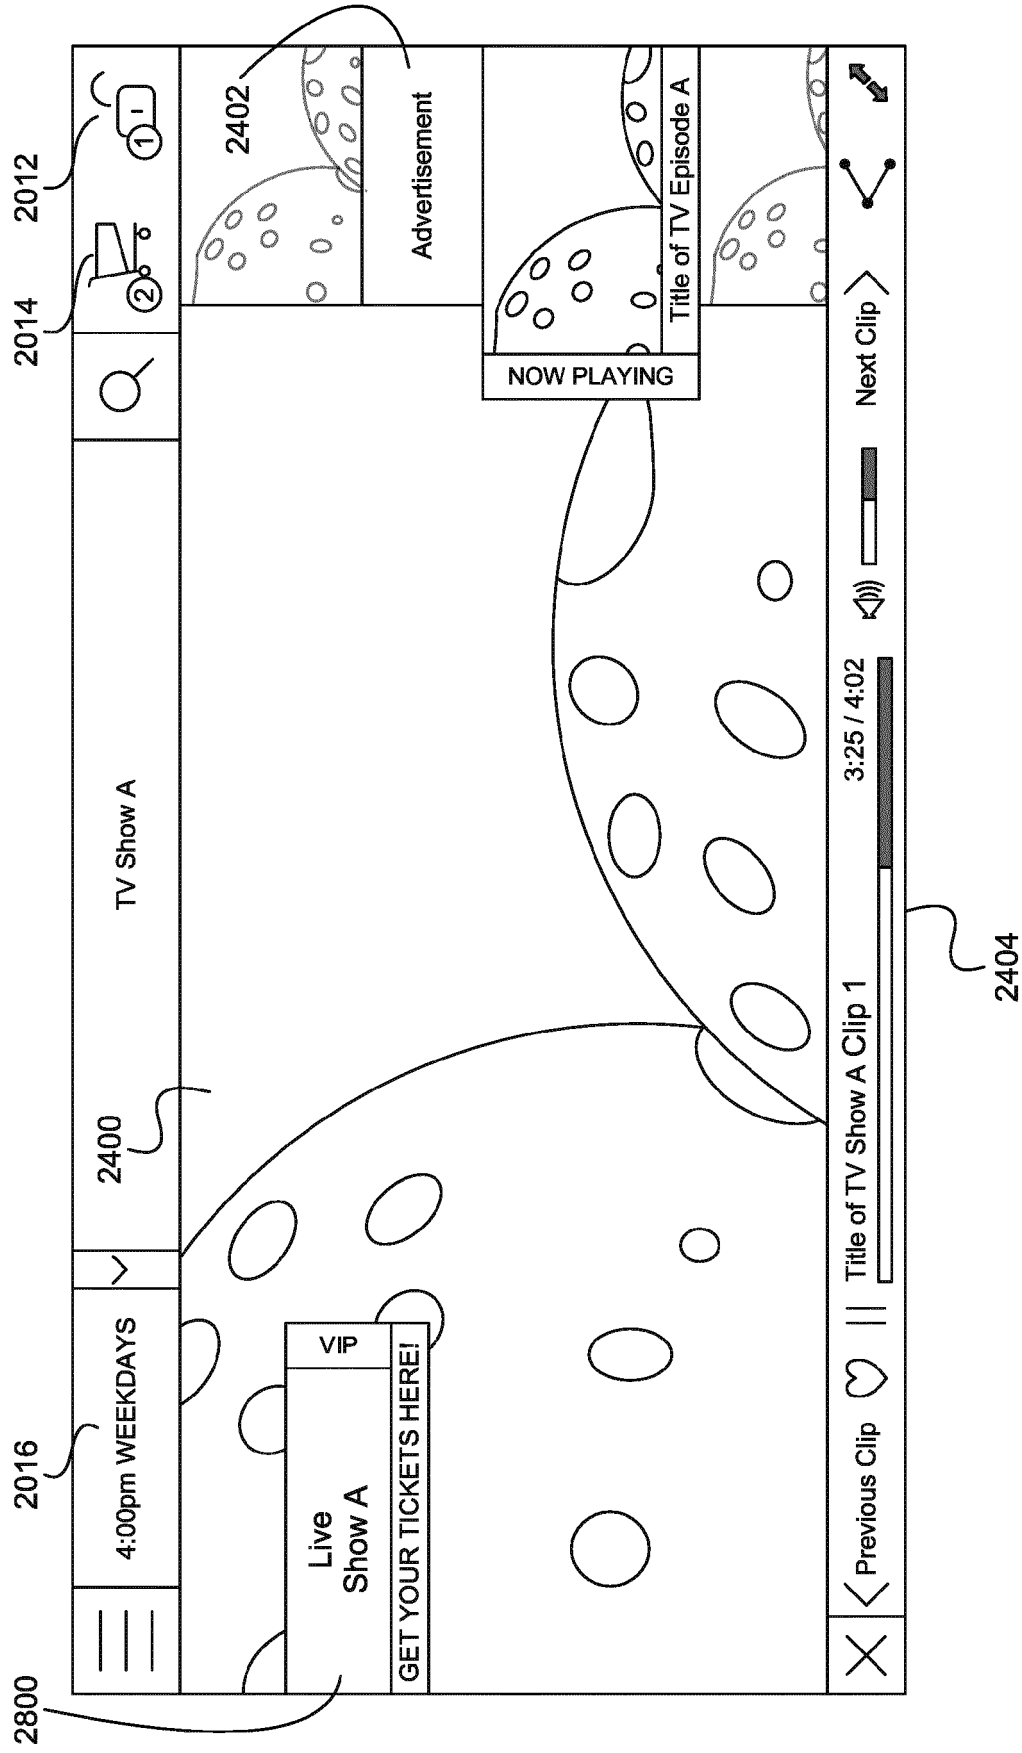 2800
2016
2400
2014
2012
4:00pm WEEKDAYS
TV Show A
2
1
2402
Live
Show A
VIP
GET YOUR TICKETS HERE!
Advertisement
NOW PLAYING
Title of TV Episode A
Previous Clip
Title of TV Show A Clip 1
3:25 / 4:02
Next Clip
2404